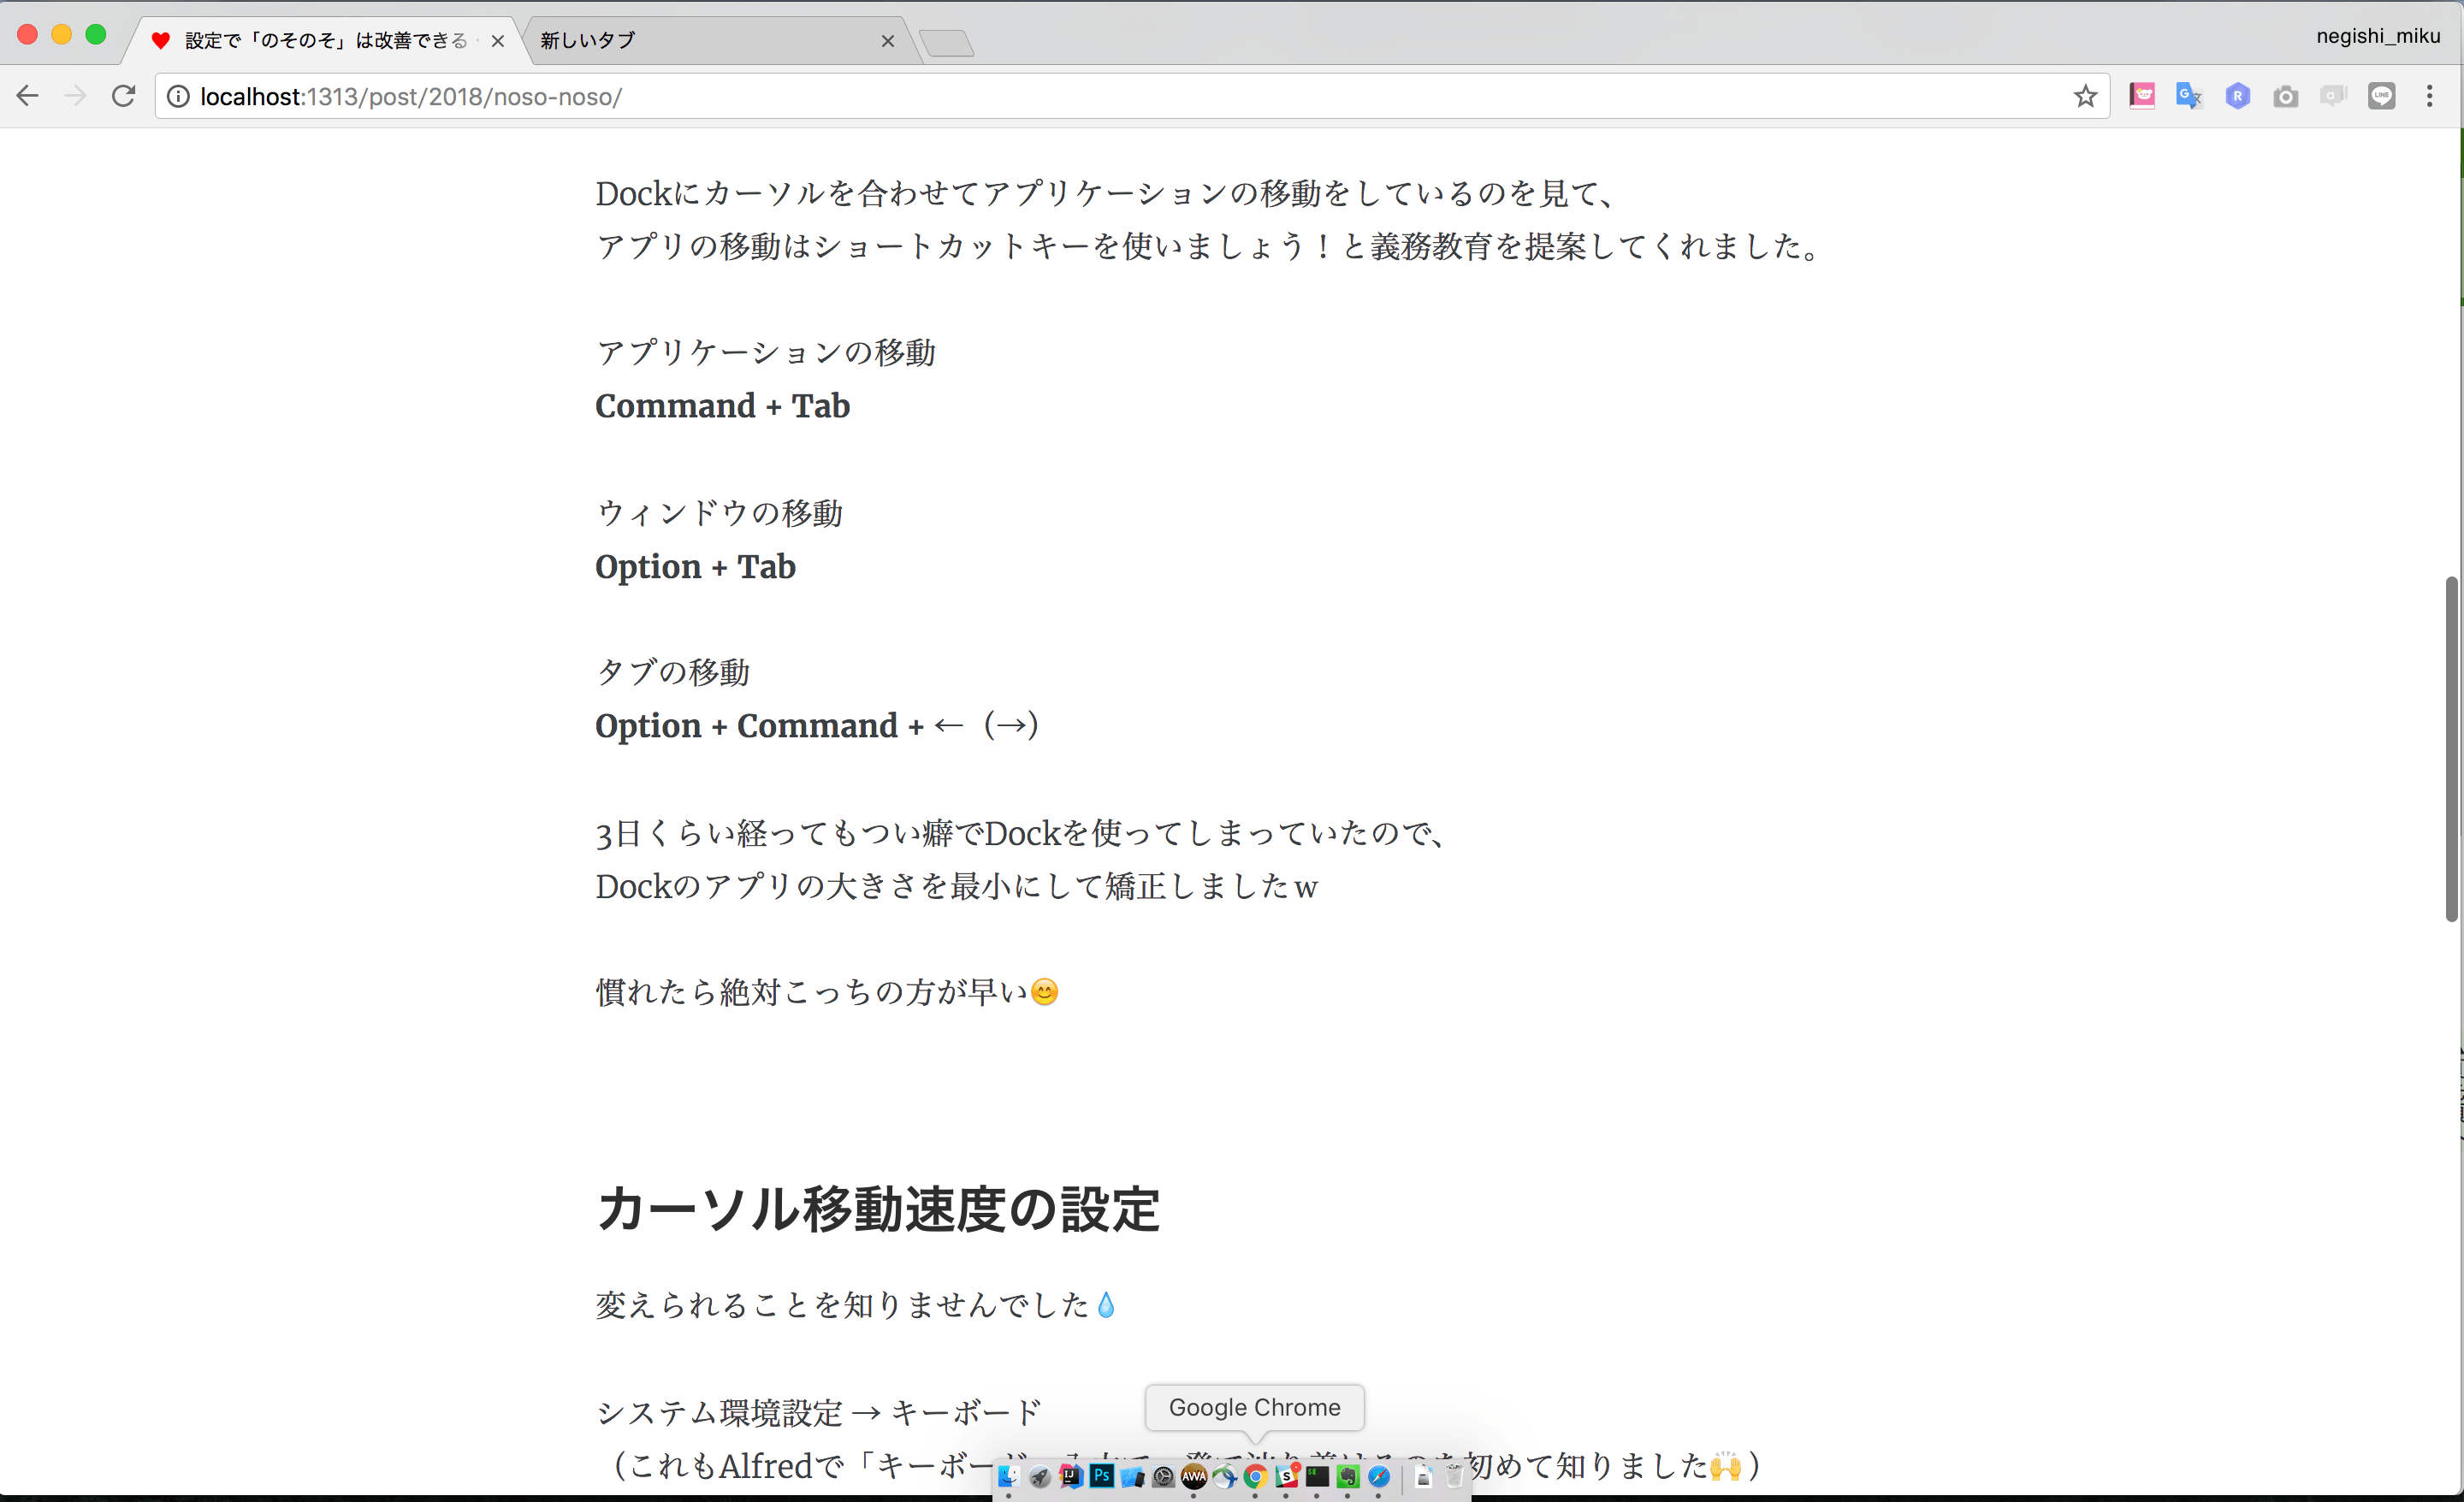 設定で「のそのそ」は改善できる
新しいタブ
negishi_miku
localhost:1313/post/2018/noso-noso/
Dockにカーソルを合わせてアプリケーションの移動をしているのを見て、
アプリの移動はショートカットキーを使いましょう！と義務教育を提案してくれました。
アプリケーションの移動
Command + Tab
ウィンドウの移動
Option + Tab
タブの移動
Option + Command + ←（→）
3日くらい経ってもつい癖でDockを使ってしまっていたので、
Dockのアプリの大きさを最小にして矯正しましたｗ
慣れたら絶対こっちの方が早い😊
カーソル移動速度の設定
変えられることを知りませんでした💧
システム環境設定 → キーボード
Google Chrome
（これもAlfredで「キーボード 初めて知りました🙌）
IJ
Ps
AWA
S